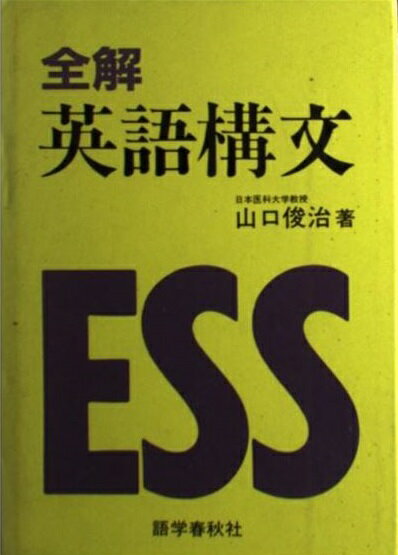 全解
英語構文
日本医科大学教授
山口俊治著
ESS
語学春秋社